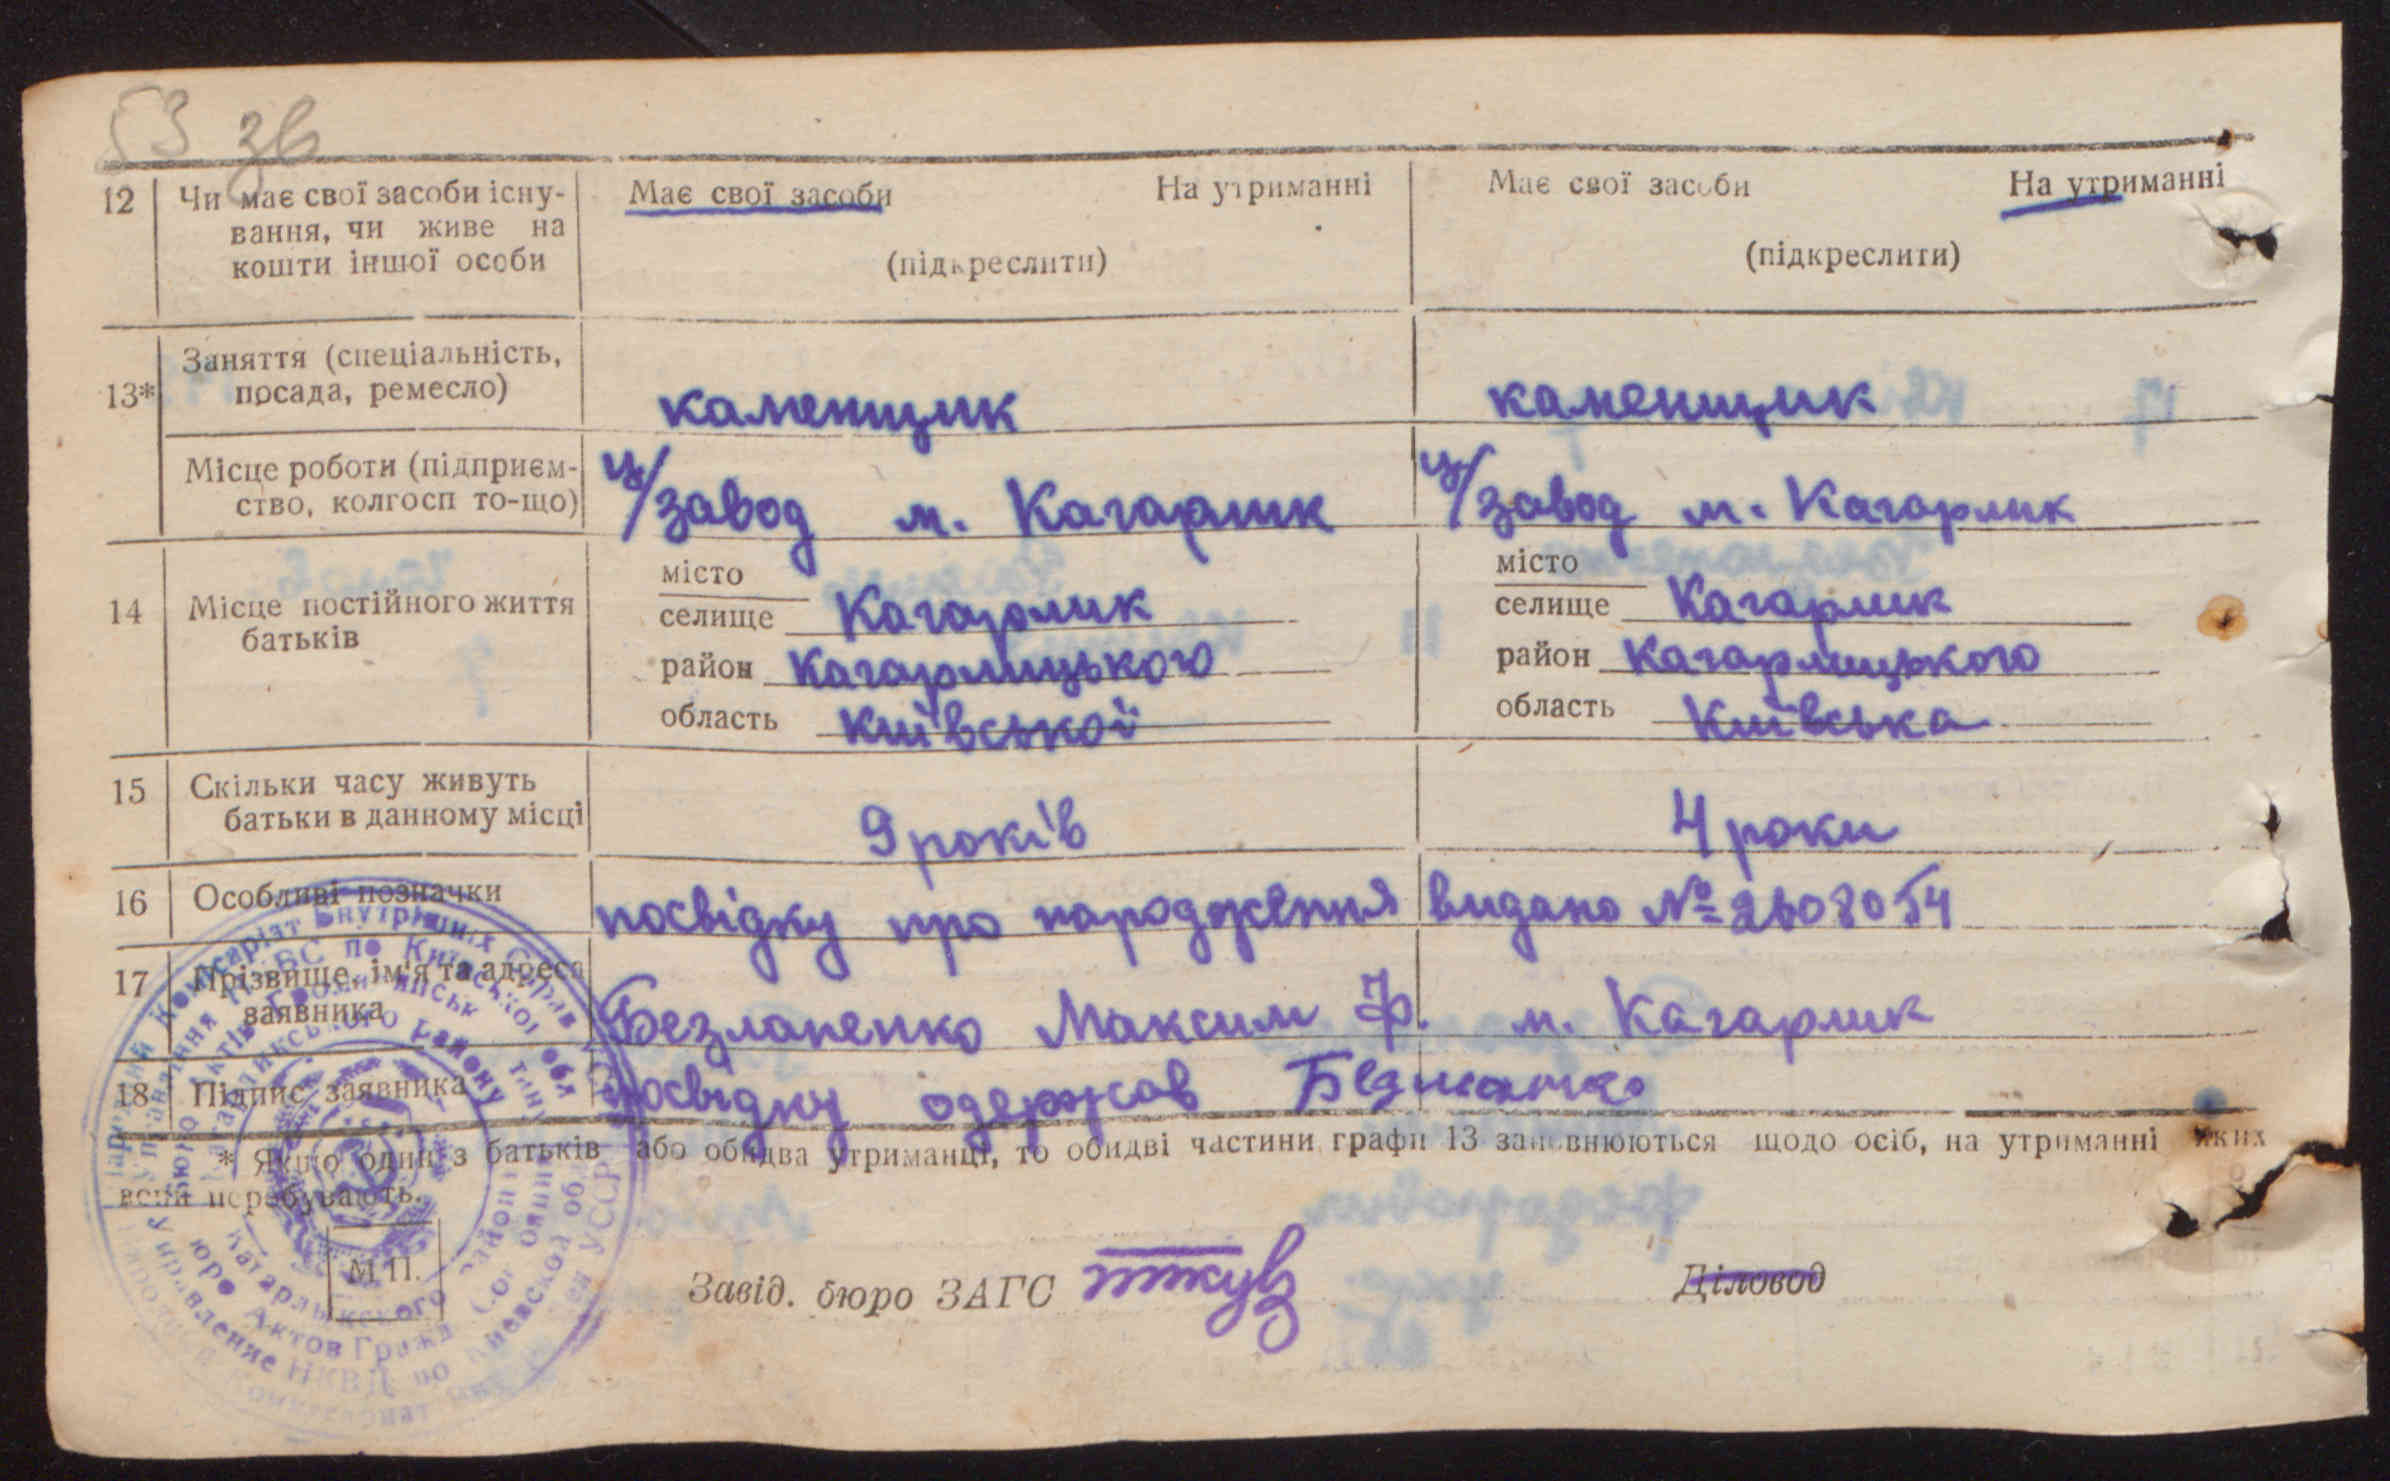 53 зв
12 Чи має свої засоби існу- Має свої засоби На утриманні Має свої засоби На утриманні
вання, чи живе на
кошти іншої особи (підкреслити) (підкреслити)
13* Заняття (спеціальність,
посада, ремесло) каменщик каменщик
Місце роботи (підприєм-
ство, колгосп то-що) ц/завод м. Кагарлик ц/завод м. Кагарлик
місто місто
14 Місце постійного життя селище Кагарлик селище Кагарлик
батьків
район Кагарлицького район Кагарлицького
область Київської область Київська
15 Скільки часу живуть
батьки в данному місці 9 років 4 роки
16 Особливі позначки посвідку про народження видано № 2608054
17 Прізвище, ім'я та адреса
заявника Безпапенко Максим Ф. м. Кагарлик
18 Підпис заявника посвідку одержав
* Якщо один з батьків або обидва утриманці, то обидві частини графи 13 заповнюються щодо осіб, на утриманні яких
вони перебувають.
М П.
Завід. бюро ЗАГС Діловод